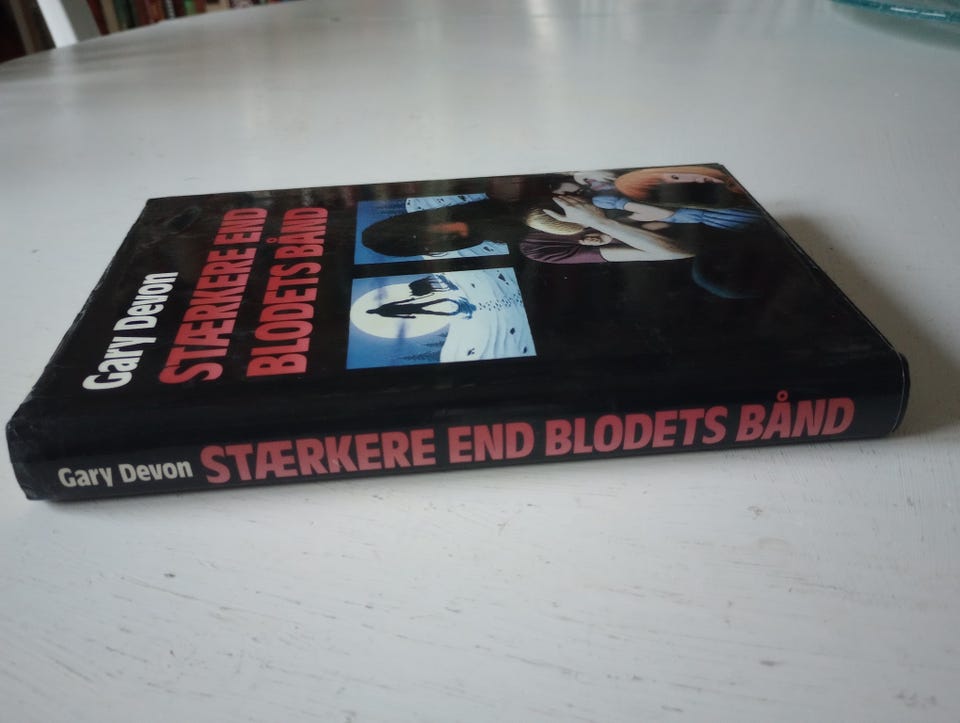 Gary Devon
STÆRKERE END
BLODETS BÅND
Gary Devon STÆRKERE END BLODETS BÅND